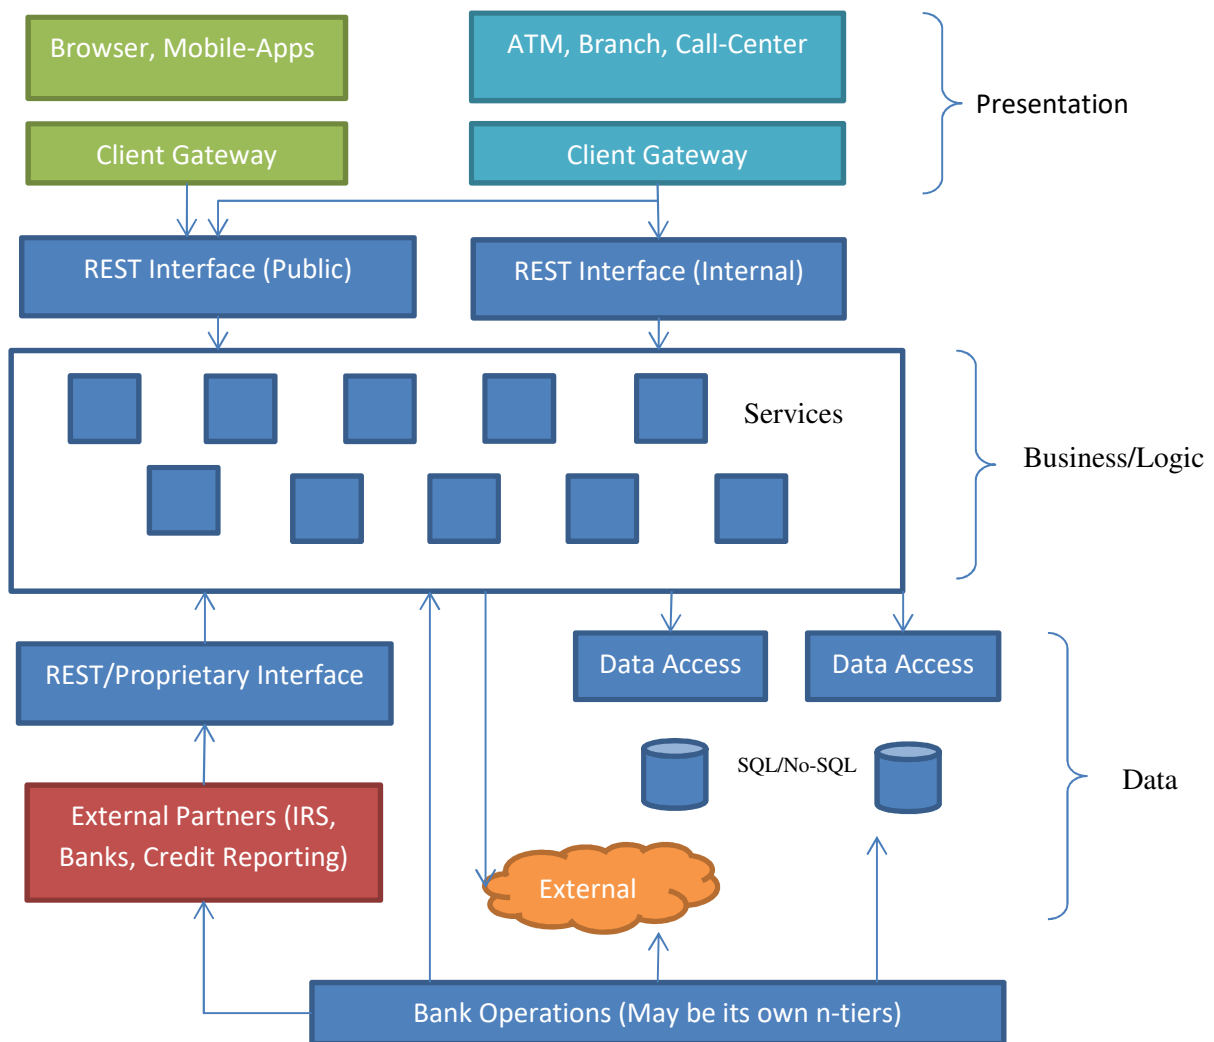 Browser, Mobile-Apps
ATM, Branch, Call-Center
Presentation
Client Gateway
Client Gateway
REST Interface (Public)
REST Interface (Internal)
Services
Business/Logic
REST/Proprietary Interface
Data Access
Data Access
SQL/No-SQL
Data
External Partners (IRS,
Banks, Credit Reporting)
External
Bank Operations (May be its own n-tiers)